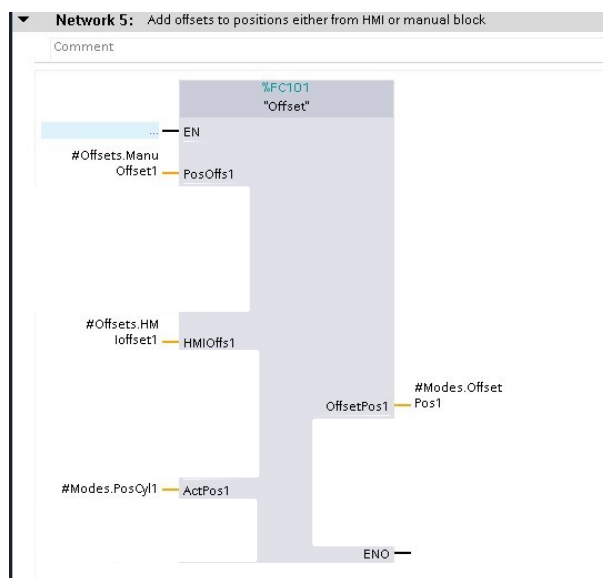 Network 5: Add offsets to positions either from HMI or manual block
Comment
%FC101
"Offset"
... EN
#Offsets.Manu
Offset1 PosOffs1
#Offsets.HM
Ioffset1 HMIOffs1
#Modes.Offset
OffsetPos1 Pos1
#Modes.PosCyl1 ActPos1
ENO